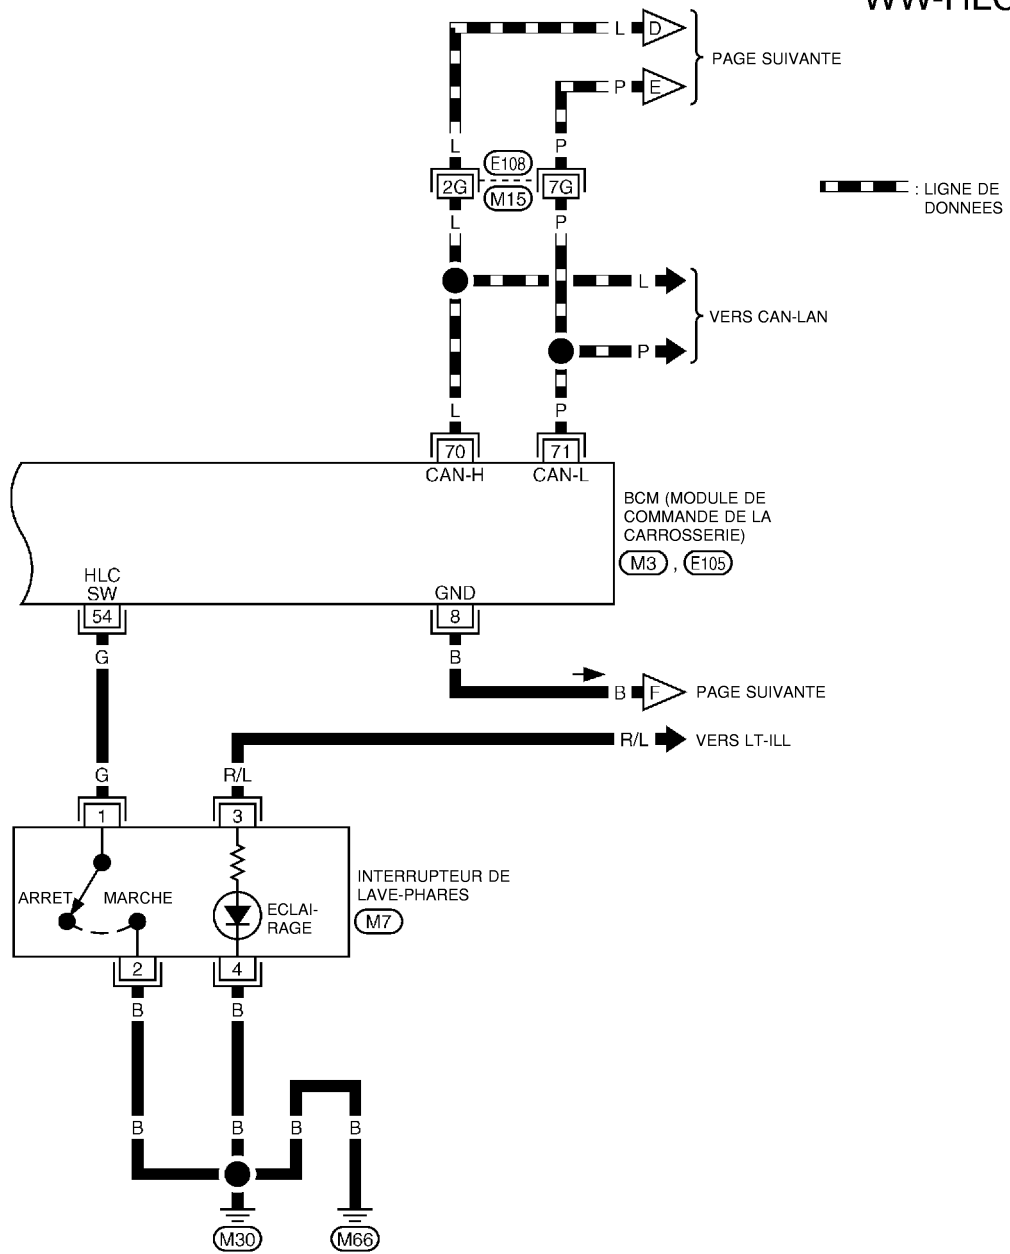 L D
PAGE SUIVANTE
P E
L P
E108
2G 7G
M15
L P
: LIGNE DE
DONNEES
L
VERS CAN-LAN
P
L P
70 71
CAN-H CAN-L
BCM (MODULE DE
COMMANDE DE LA
CARROSSERIE)
M3 , E105
HLC
SW
GND
54 8
G B
B F PAGE SUIVANTE
R/L VERS LT-ILL
G R/L
1 3
INTERRUPTEUR DE
LAVE-PHARES
ARRET MARCHE
ECLAI-
RAGE
M7
2 4
B B
B B B B
M30 M66